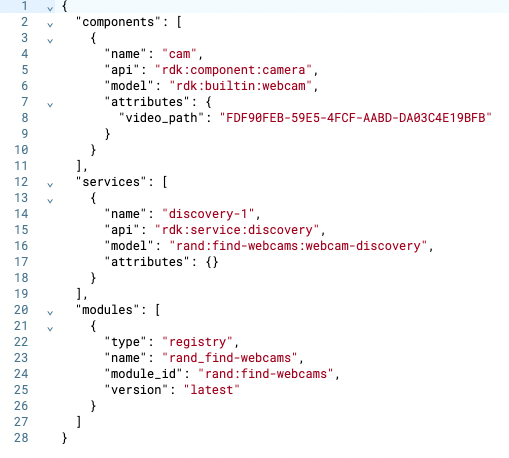 1 {
2 "components": [
3 {
4 "name": "cam",
5 "api": "rdk:component:camera",
6 "model": "rdk:builtin:webcam",
7 "attributes": {
8 "video_path": "FDF90FEB-59E5-4FCF-AABD-DA03C4E19BFB"
9 }
10 }
11 ],
12 "services": [
13 {
14 "name": "discovery-1",
15 "api": "rdk:service:discovery",
16 "model": "rand:find-webcams:webcam-discovery",
17 "attributes": {}
18 }
19 ],
20 "modules": [
21 {
22 "type": "registry",
23 "name": "rand_find-webcams",
24 "module_id": "rand:find-webcams",
25 "version": "latest"
26 }
27 ]
28 }